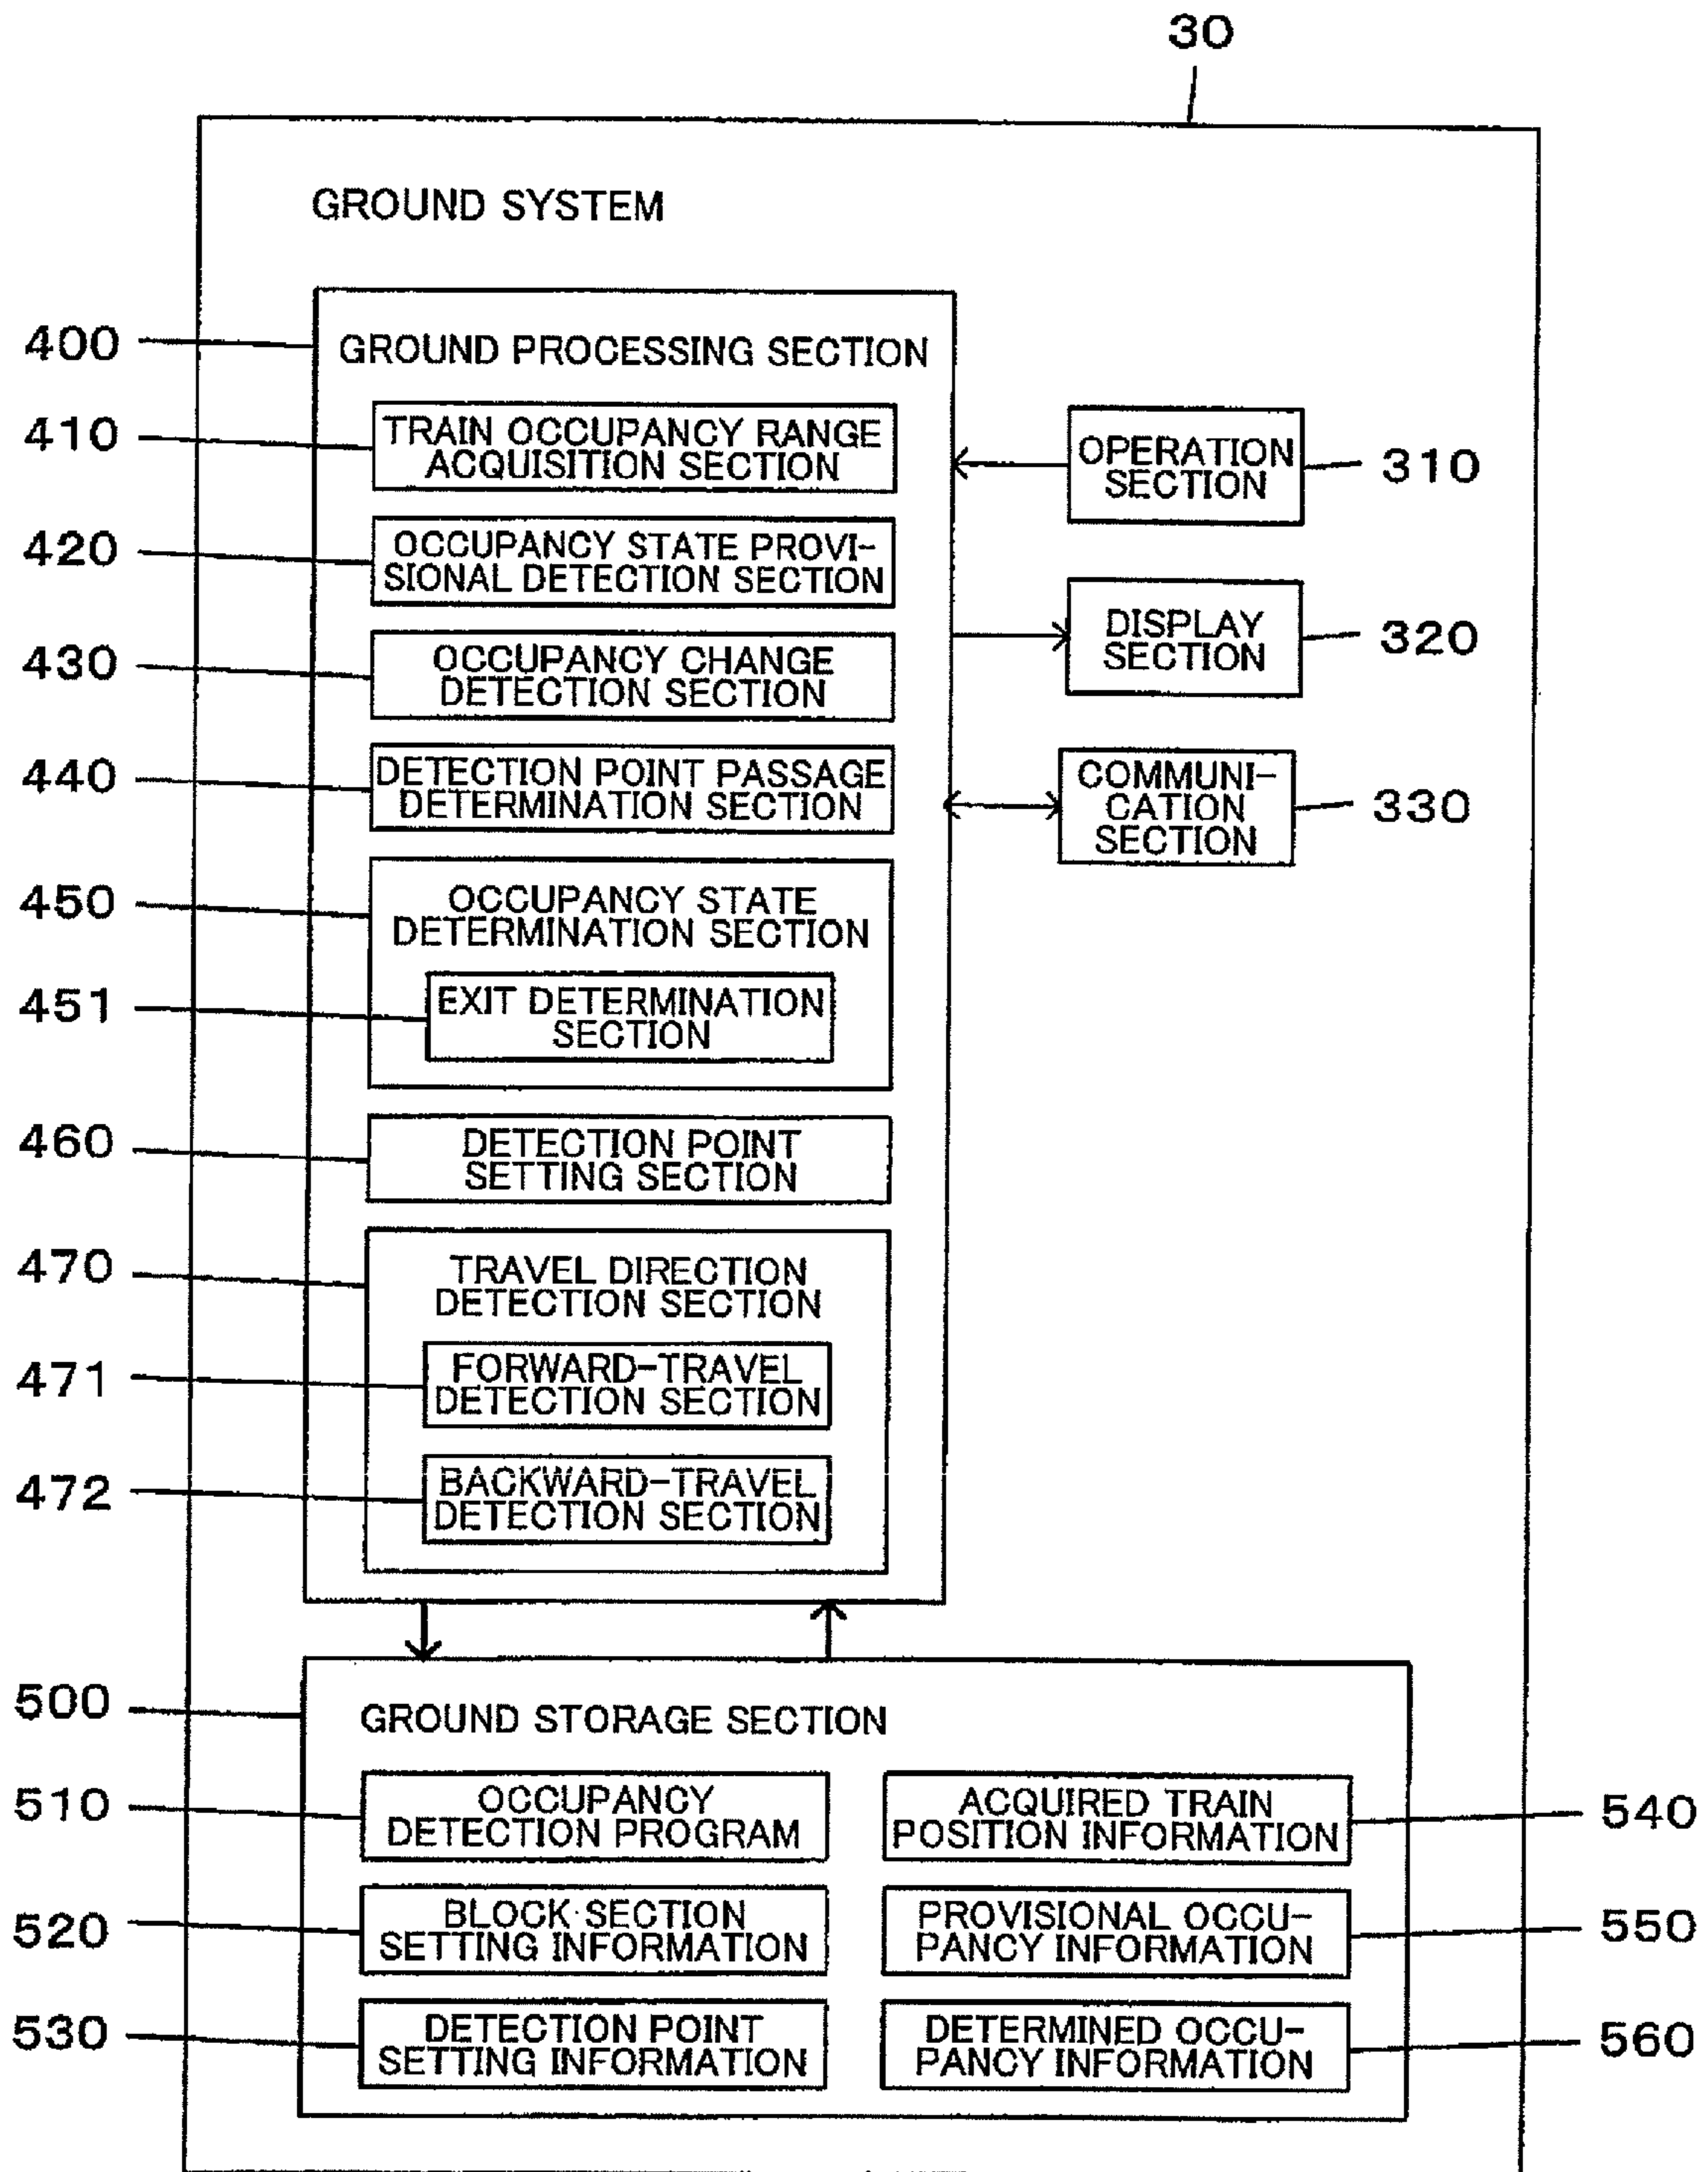 30
GROUND SYSTEM
400
GROUND PROCESSING SECTION
410
TRAIN OCCUPANCY RANGE
ACQUISITION SECTION
420
OCCUPANCY STATE PROVI-
SIONAL DETECTION SECTION
430
OCCUPANCY CHANGE
DETECTION SECTION
440
DETECTION POINT PASSAGE
DETERMINATION SECTION
450
OCCUPANCY STATE
DETERMINATION SECTION
451
EXIT DETERMINATION
SECTION
460
DETECTION POINT
SETTING SECTION
470
TRAVEL DIRECTION
DETECTION SECTION
471
FORWARD-TRAVEL
DETECTION SECTION
472
BACKWARD-TRAVEL
DETECTION SECTION
OPERATION
SECTION
310
DISPLAY
SECTION
320
COMMUNI-
CATION
SECTION
330
500
GROUND STORAGE SECTION
510
OCCUPANCY
DETECTION PROGRAM
520
BLOCK SECTION
SETTING INFORMATION
530
DETECTION POINT
SETTING INFORMATION
ACQUIRED TRAIN
POSITION INFORMATION
540
PROVISIONAL OCCU-
PANCY INFORMATION
550
DETERMINED OCCU-
PANCY INFORMATION
560